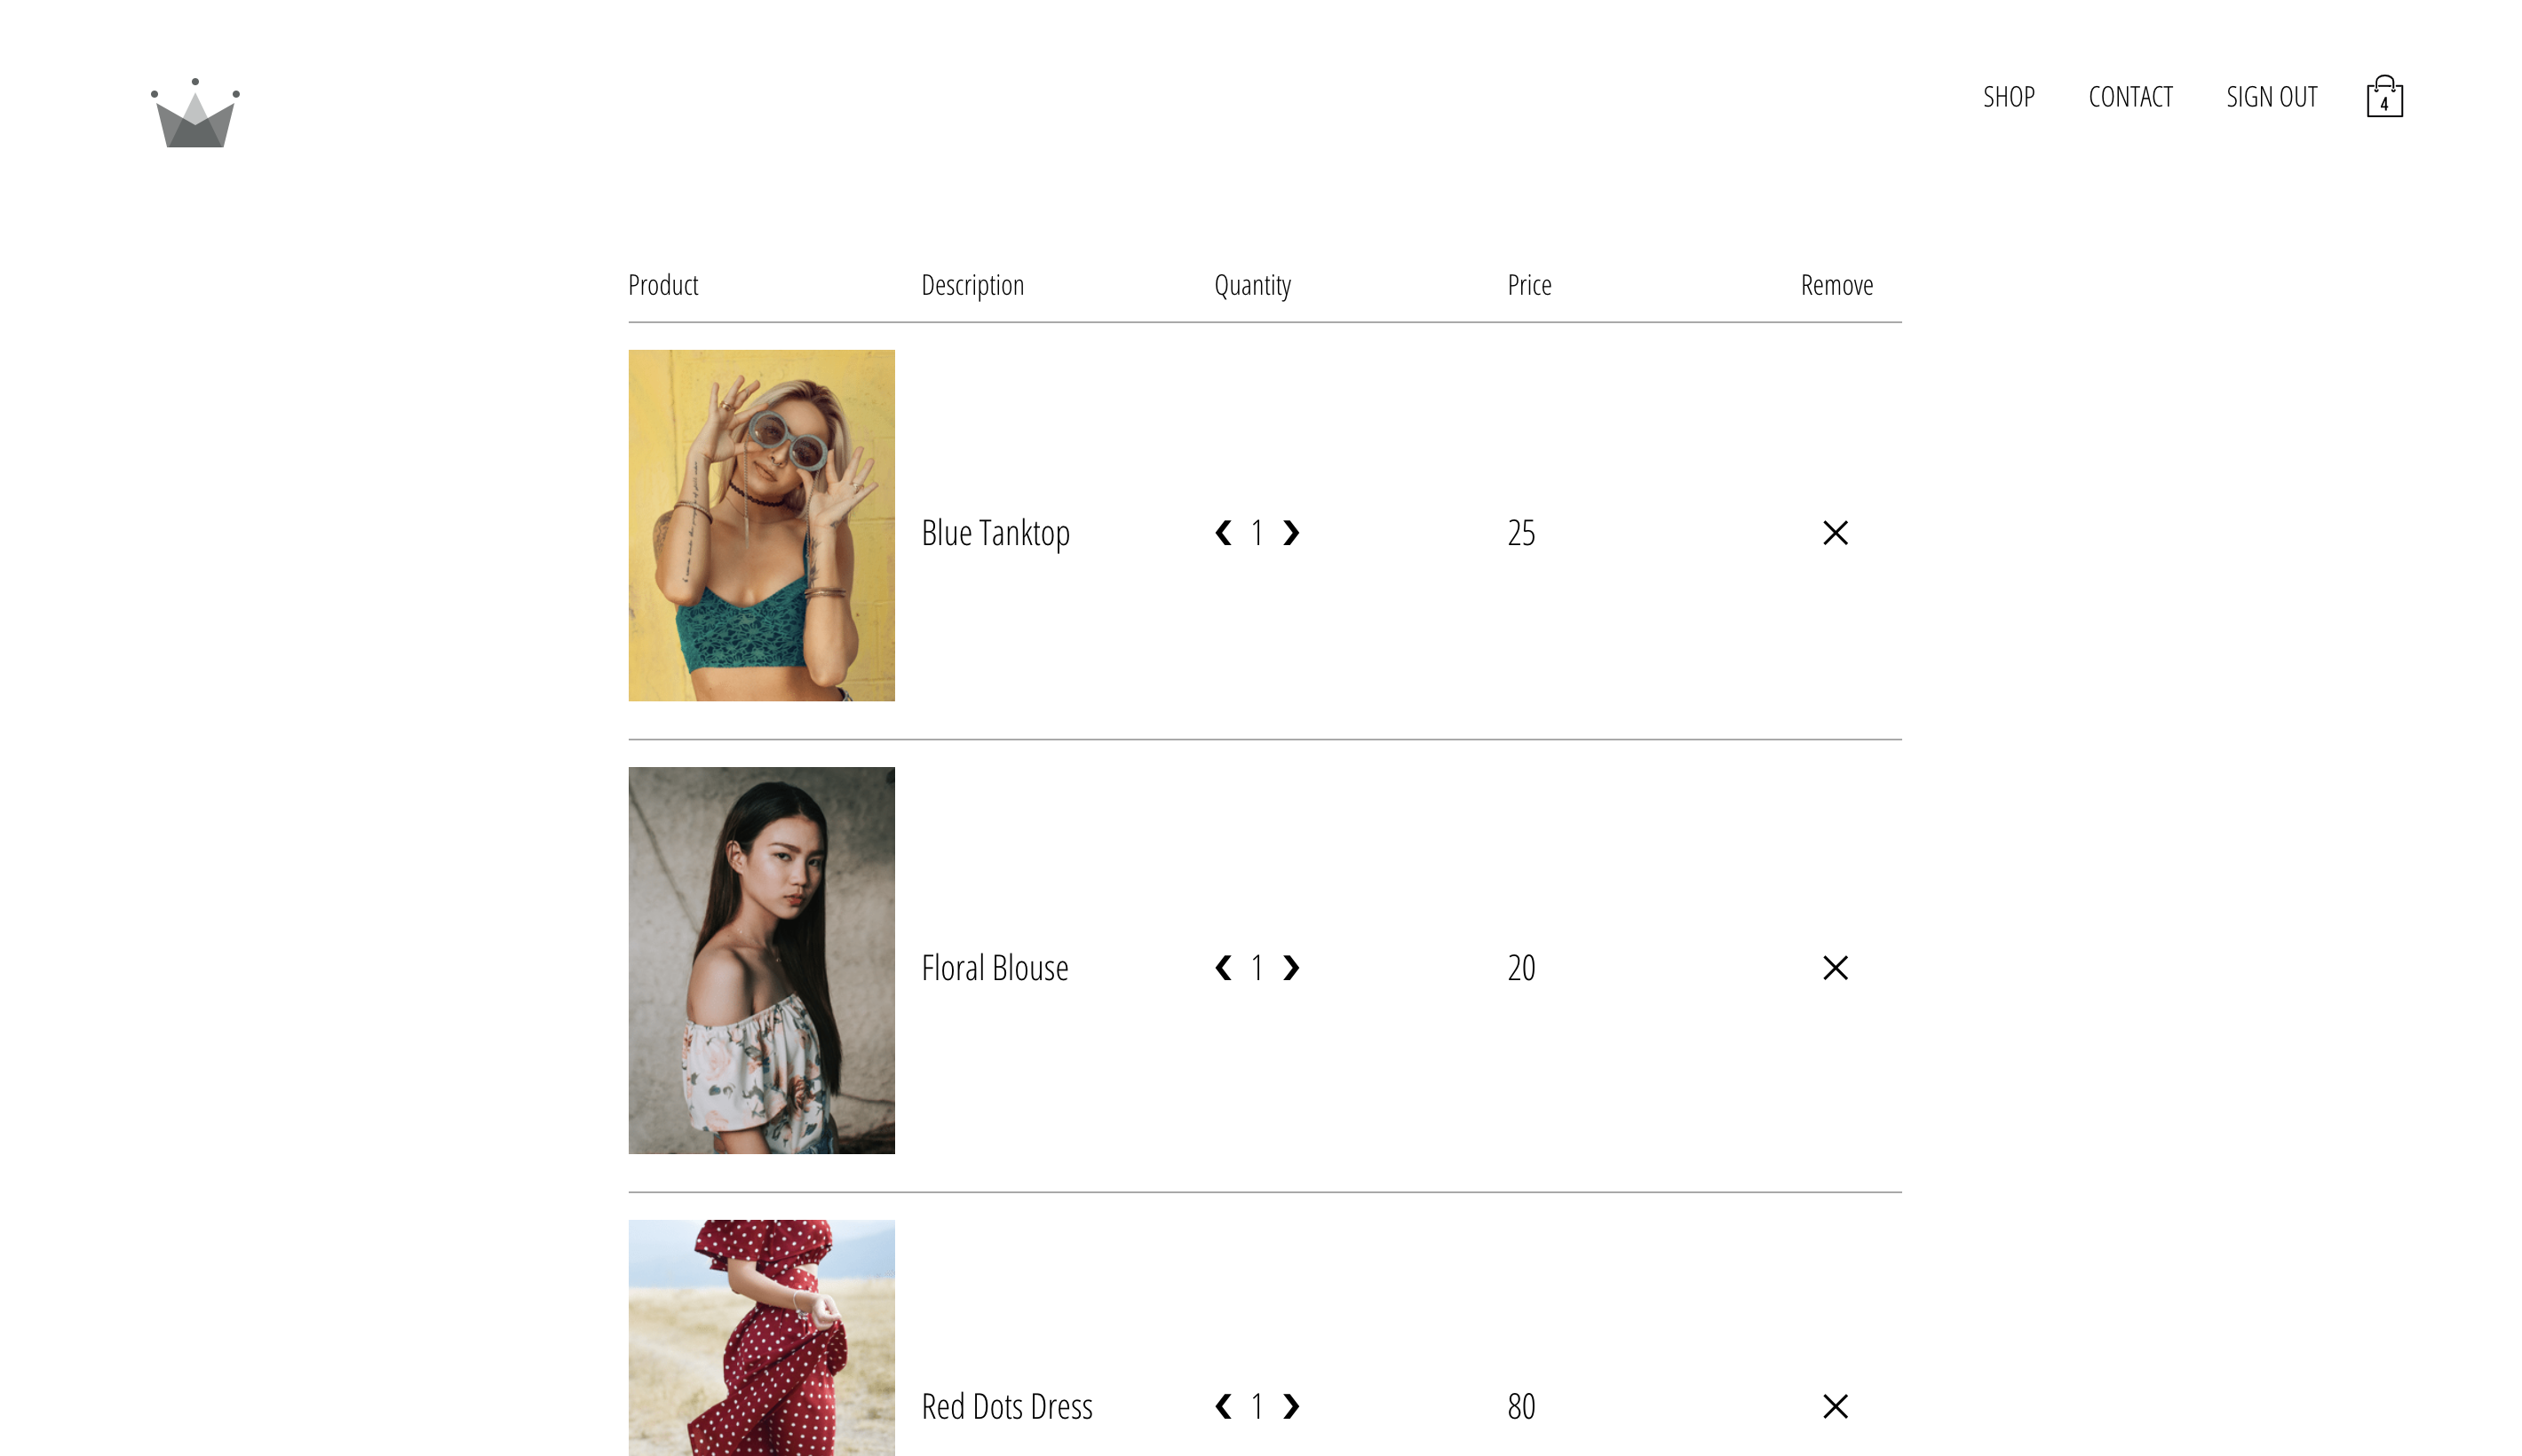 SHOP CONTACT SIGN OUT 4
Product Description Quantity Price Remove
Blue Tanktop ❮ 1 ❯ 25 ✕
Floral Blouse ❮ 1 ❯ 20 ✕
Red Dots Dress ❮ 1 ❯ 80 ✕